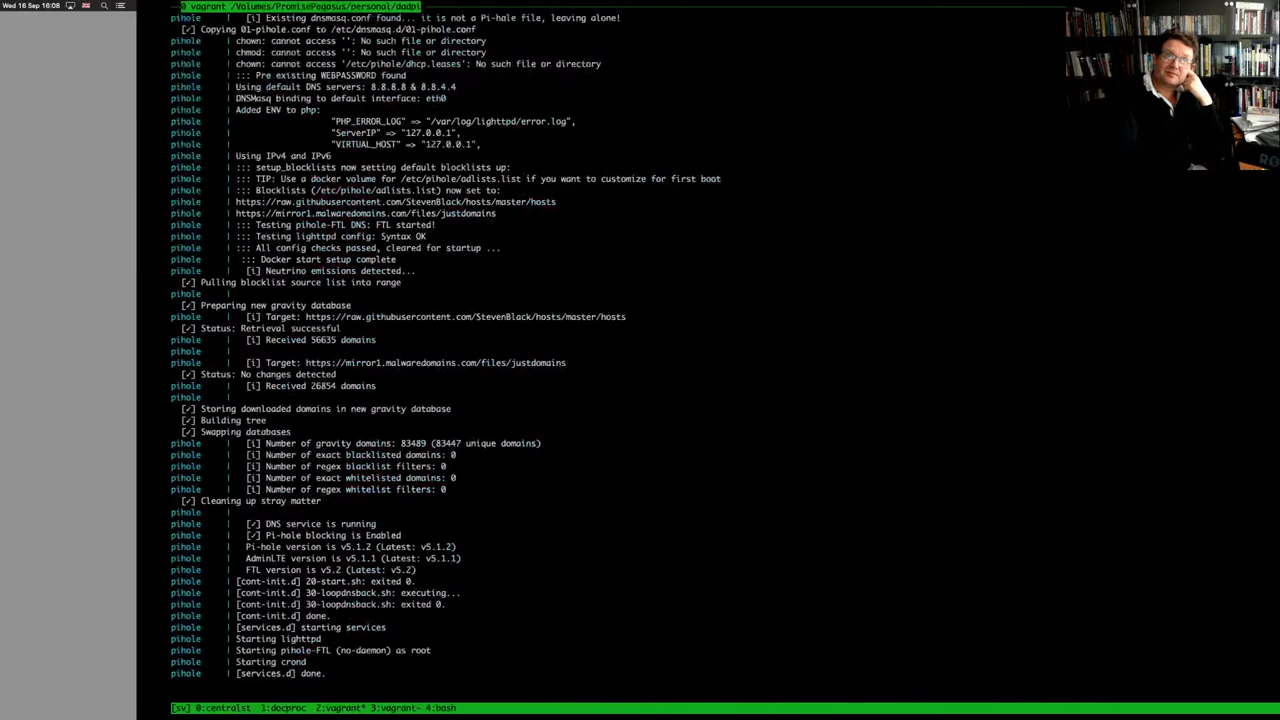 Wed 16 Sep 16:08
0 vagrant /Volumes/PromisePegasus/personal/dadpi
[i] Existing dnsmasq.conf found... it is not a Pi-hole file, leaving alone!
[✓] Copying 01-pihole.conf to /etc/dnsmasq.d/01-pihole.conf
pihole | chown: cannot access '': No such file or directory
pihole | chmod: cannot access '': No such file or directory
pihole | chown: cannot access '/etc/pihole/dhcp.leases': No such file or directory
pihole | ::: Pre existing WEBPASSWORD found
pihole | Using default DNS servers: 8.8.8.8 & 8.8.4.4
pihole | DNSMasq binding to default interface: eth0
pihole | Added ENV to php:
pihole | "PHP_ERROR_LOG" => "/var/log/lighttpd/error.log",
pihole | "ServerIP" => "127.0.0.1",
pihole | "VIRTUAL_HOST" => "127.0.0.1",
pihole | Using IPv4 and IPv6
pihole | ::: setup_blocklists now setting default blocklists up:
pihole | ::: TIP: Use a docker volume for /etc/pihole/adlists.list if you want to customize for first boot
pihole | ::: Blocklists (/etc/pihole/adlists.list) now set to:
pihole | https://raw.githubusercontent.com/StevenBlack/hosts/master/hosts
pihole | https://mirror1.malwaredomains.com/files/justdomains
pihole | ::: Testing pihole-FTL DNS: FTL started!
pihole | ::: Testing lighttpd config: Syntax OK
pihole | ::: All config checks passed, cleared for startup ...
pihole | ::: Docker start setup complete
pihole | [i] Neutrino emissions detected...
[✓] Pulling blocklist source list into range
pihole |
[✓] Preparing new gravity database
pihole | [i] Target: https://raw.githubusercontent.com/StevenBlack/hosts/master/hosts
[✓] Status: Retrieval successful
pihole | [i] Received 56635 domains
pihole |
pihole | [i] Target: https://mirror1.malwaredomains.com/files/justdomains
[✓] Status: No changes detected
pihole | [i] Received 26854 domains
pihole |
[✓] Storing downloaded domains in new gravity database
[✓] Building tree
[✓] Swapping databases
pihole | [i] Number of gravity domains: 83489 (83447 unique domains)
pihole | [i] Number of exact blacklisted domains: 0
pihole | [i] Number of regex blacklist filters: 0
pihole | [i] Number of exact whitelisted domains: 0
pihole | [i] Number of regex whitelist filters: 0
[✓] Cleaning up stray matter
pihole |
pihole | [✓] DNS service is running
pihole | [✓] Pi-hole blocking is Enabled
pihole | Pi-hole version is v5.1.2 (Latest: v5.1.2)
pihole | AdminLTE version is v5.1.1 (Latest: v5.1.1)
pihole | FTL version is v5.2 (Latest: v5.2)
pihole | [cont-init.d] 20-start.sh: exited 0.
pihole | [cont-init.d] 30-loopdnsback.sh: executing...
pihole | [cont-init.d] 30-loopdnsback.sh: exited 0.
pihole | [cont-init.d] done.
pihole | [services.d] starting services
pihole | Starting lighttpd
pihole | Starting pihole-FTL (no-daemon) as root
pihole | Starting crond
pihole | [services.d] done.
[sv] 0:centralst 1:docproc 2:vagrant* 3:vagrant- 4:bash